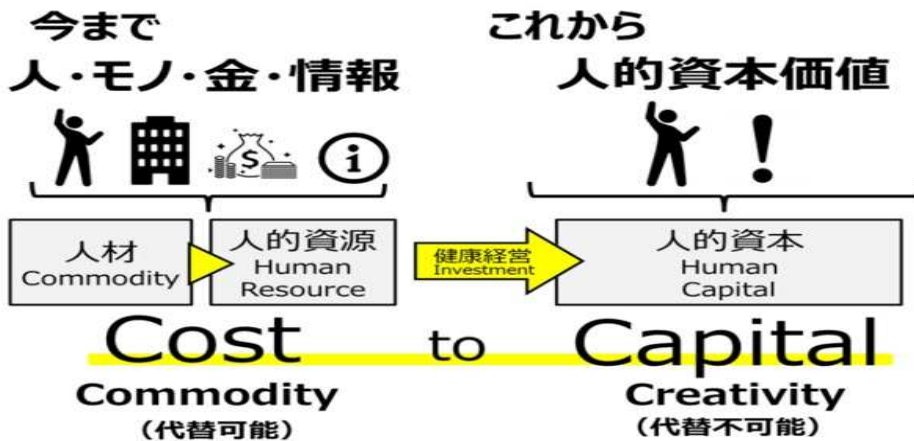 今まで
人・モノ・金・情報
これから
人的資本価値
$
i
!
人材
Commodity
人的資源
Human
Resource
健康経営
Investment
人的資本
Human
Capital
Cost to Capital
Commodity
(代替可能)
Creativity
(代替不可能)